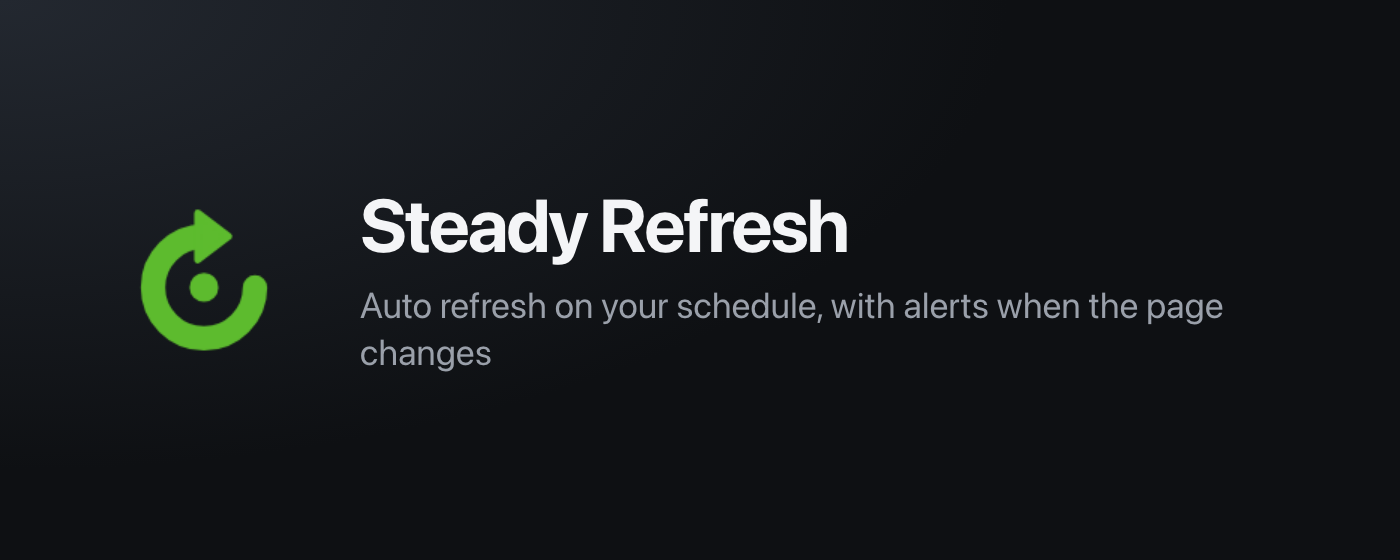 Steady Refresh
Auto refresh on your schedule, with alerts when the page
changes